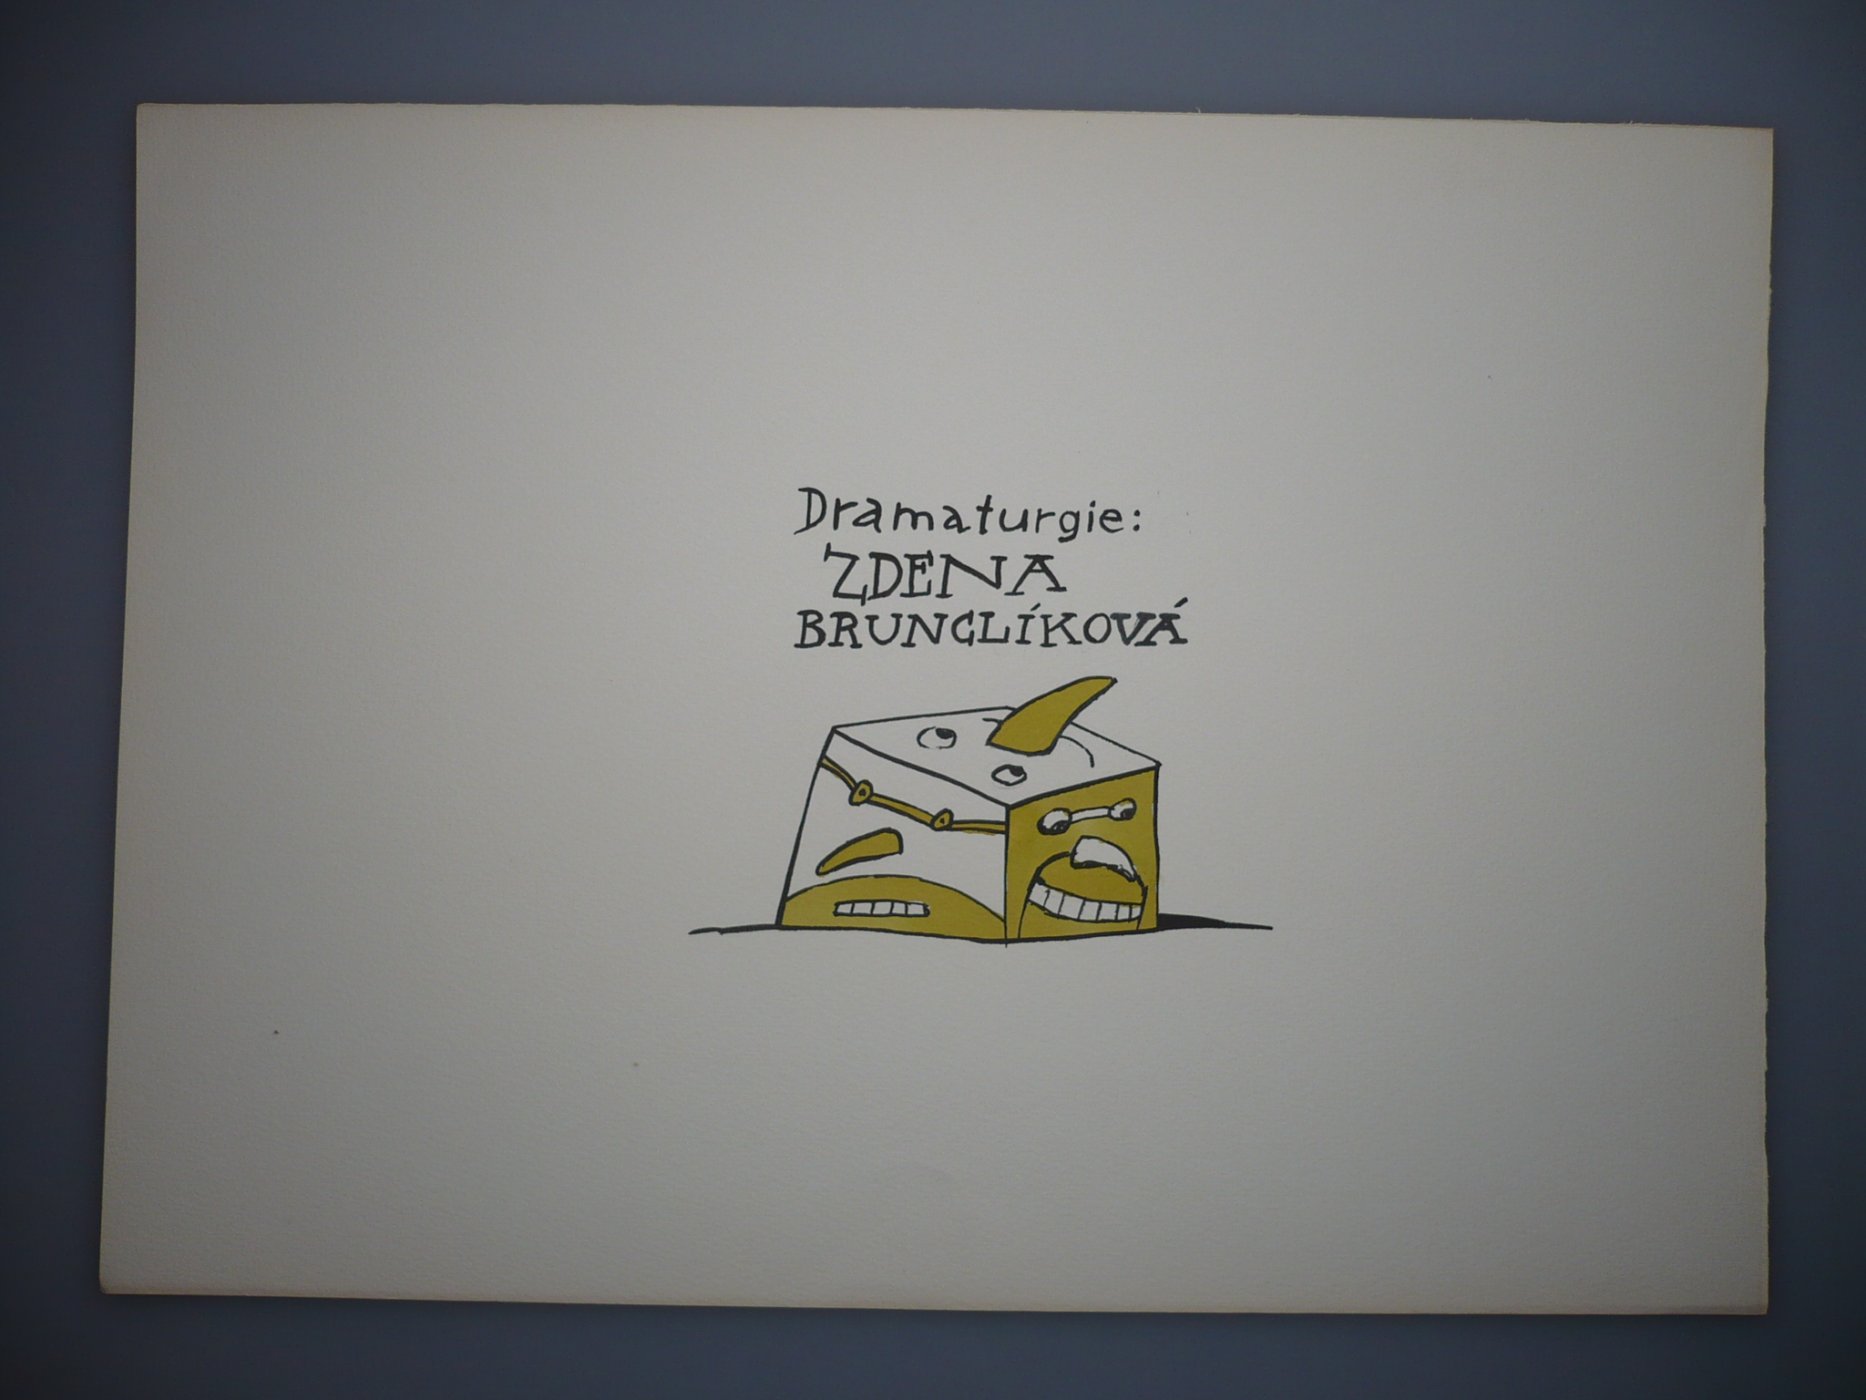 Dramaturgie:
ZDENA
BRUNCLÍKOVÁ